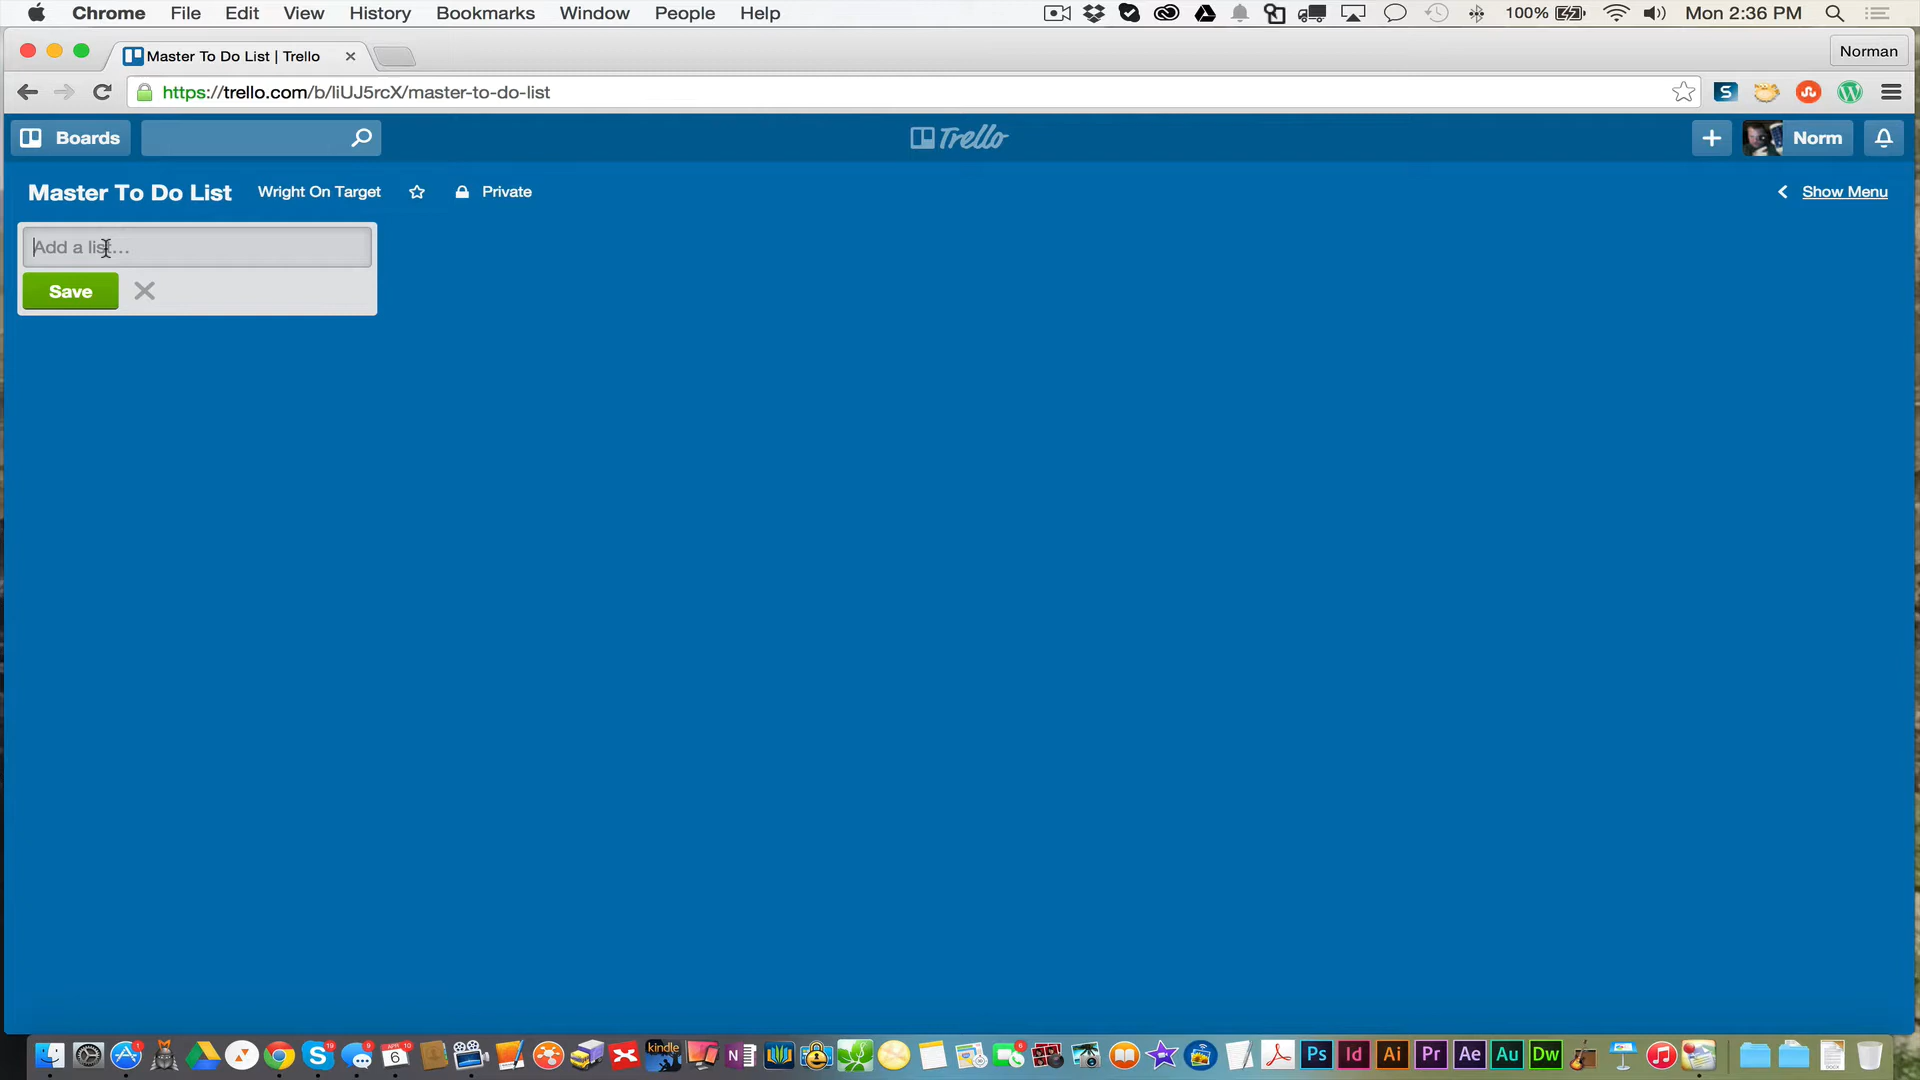 Chrome File Edit View History Bookmarks Window People Help 100% Mon 2:36 PM
Master To Do List | Trello Norman
https://trello.com/b/liUJ5rcX/master-to-do-list
Boards Trello Norm
Master To Do List Wright On Target Private Show Menu
Add a list...
Save
kindle N Ps Id Ai Pr Ae Au Dw